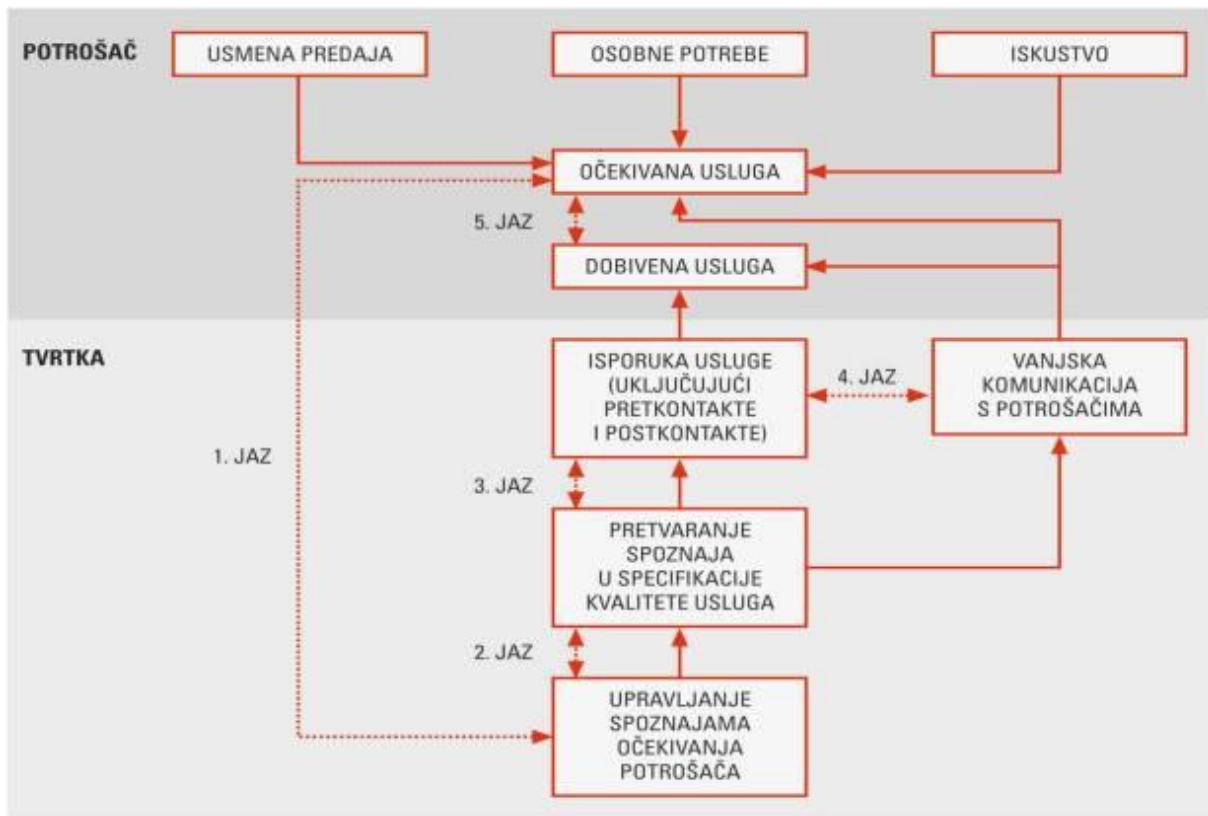 POTROŠAČ
USMENA PREDAJA
OSOBNE POTREBE
ISKUSTVO
OČEKIVANA USLUGA
5. JAZ
DOBIVENA USLUGA
TVRTKA
ISPORUKA USLUGE
(UKLJUČUJUĆI
PRETKONTAKTE
I POSTKONTAKTE)
4. JAZ
VANJSKA
KOMUNIKACIJA
S POTROŠAČIMA
1. JAZ
3. JAZ
PRETVARANJE
SPOZNAJA
U SPECIFIKACIJE
KVALITETE USLUGA
2. JAZ
UPRAVLJANJE
SPOZNAJAMA
OČEKIVANJA
POTROŠAČA